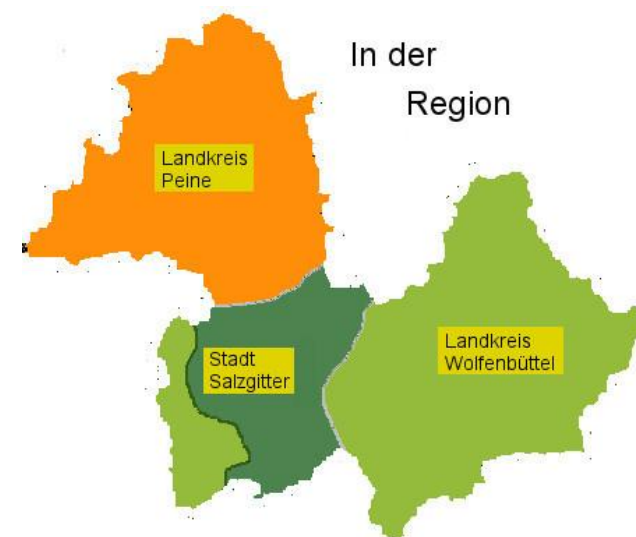 In der
Region
Landkreis
Peine
Stadt
Salzgitter
Landkreis
Wolfenbüttel